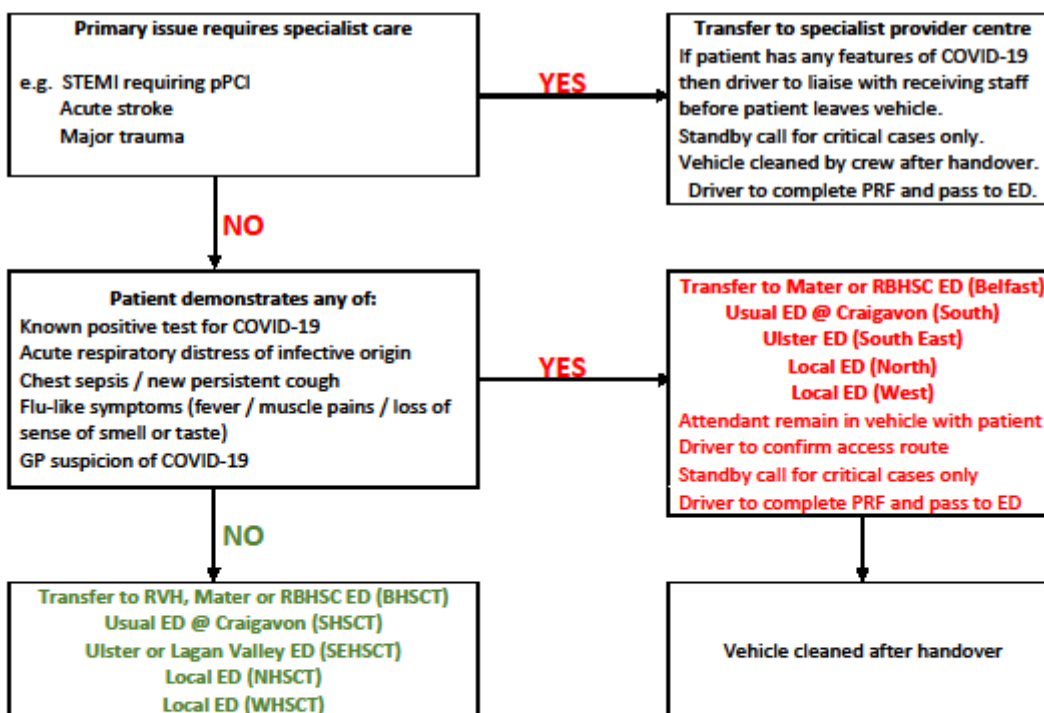 Primary issue requires specialist care
e.g. STEMI requiring pPCI
Acute stroke
Major trauma
YES
Transfer to specialist provider centre
If patient has any features of COVID-19
then driver to liaise with receiving staff
before patient leaves vehicle.
Standby call for critical cases only.
Vehicle cleaned by crew after handover.
Driver to complete PRF and pass to ED.
NO
Patient demonstrates any of:
Known positive test for COVID-19
Acute respiratory distress of infective origin
Chest sepsis / new persistent cough
Flu-like symptoms (fever / muscle pains / loss of
sense of smell or taste)
GP suspicion of COVID-19
YES
Transfer to Mater or RBHSC ED (Belfast)
Usual ED @ Craigavon (South)
Ulster ED (South East)
Local ED (North)
Local ED (West)
Attendant remain in vehicle with patient
Driver to confirm access route
Standby call for critical cases only
Driver to complete PRF and pass to ED
NO
Transfer to RVH, Mater or RBHSC ED (BHSCT)
Usual ED @ Craigavon (SHSCT)
Ulster or Lagan Valley ED (SEHSCT)
Local ED (NHSCT)
Local ED (WHSCT)
Vehicle cleaned after handover